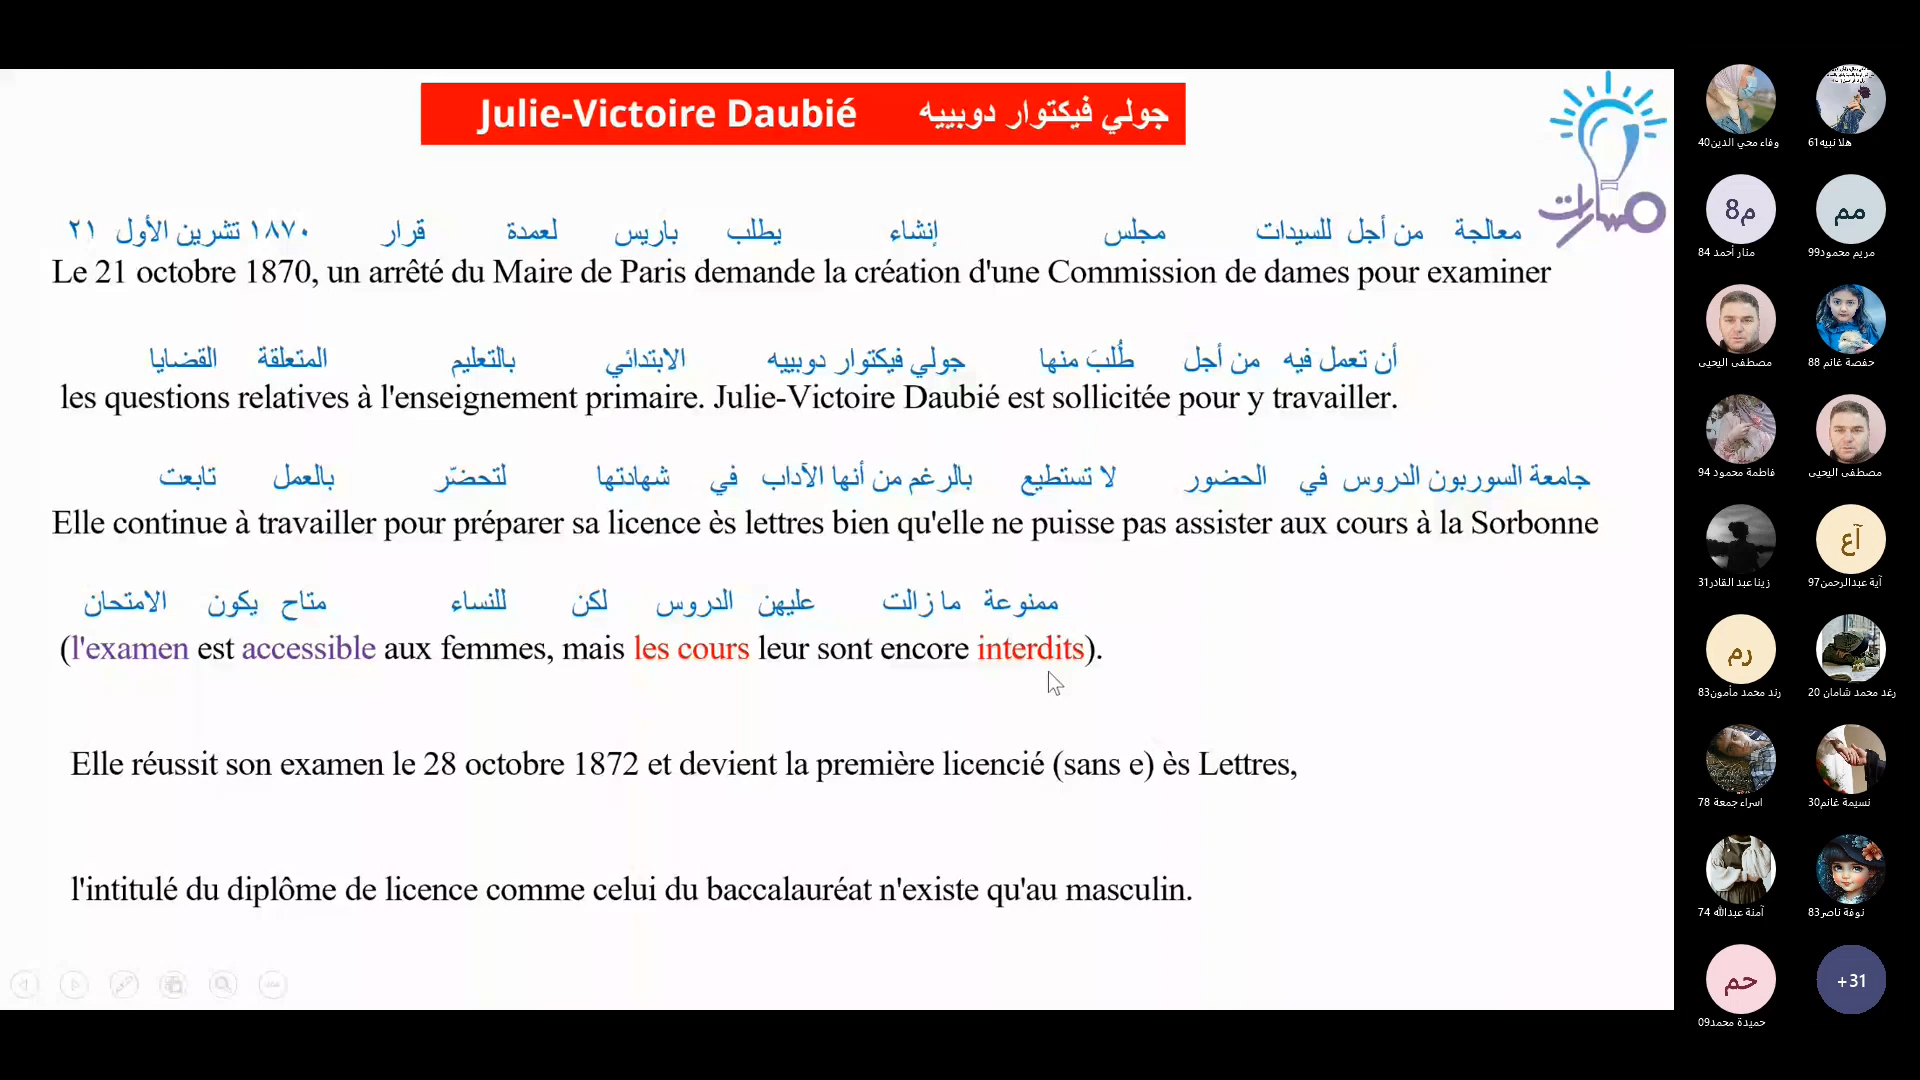 Julie-Victoire Daubié جولي فيكتوار دوبييه
مسارات
٢١ تشرين الأول ١٨٧٠ قرار لعمدة باريس يطلب إنشاء مجلس للسيدات من أجل معالجة
Le 21 octobre 1870, un arrêté du Maire de Paris demande la création d'une Commission de dames pour examiner
القضايا المتعلقة بالتعليم الابتدائي جولي فيكتوار دوبييه طُلبَ منها من أجل أن تعمل فيه
les questions relatives à l'enseignement primaire. Julie-Victoire Daubié est sollicitée pour y travailler.
تابعت بالعمل لتحضّر شهادتها في الآداب بالرغم من أنها لا تستطيع الحضور في الدروس جامعة السوربون
Elle continue à travailler pour préparer sa licence ès lettres bien qu'elle ne puisse pas assister aux cours à la Sorbonne
الامتحان يكون متاح للنساء لكن الدروس عليهن ما زالت ممنوعة
(l'examen est accessible aux femmes, mais les cours leur sont encore interdits).
Elle réussit son examen le 28 octobre 1872 et devient la première licencié (sans e) ès Lettres,
l'intitulé du diplôme de licence comme celui du baccalauréat n'existe qu'au masculin.
وفاء محي الدين40
هلا نبيه61
م8
منار أحمد 84
مم
مريم محمود99
مصطفى اليحيى
حفصة غانم 88
فاطمة محمود 94
مصطفى اليحيى
زينا عبد القادر31
آع
آية عبدالرحمن97
رم
رند محمد مأمون83
رغد محمد شامان 20
اسراء جمعة 78
نسيمة غانم30
آمنة عبدالله 74
نوفة ناصر83
حم
حميدة محمد09
+31